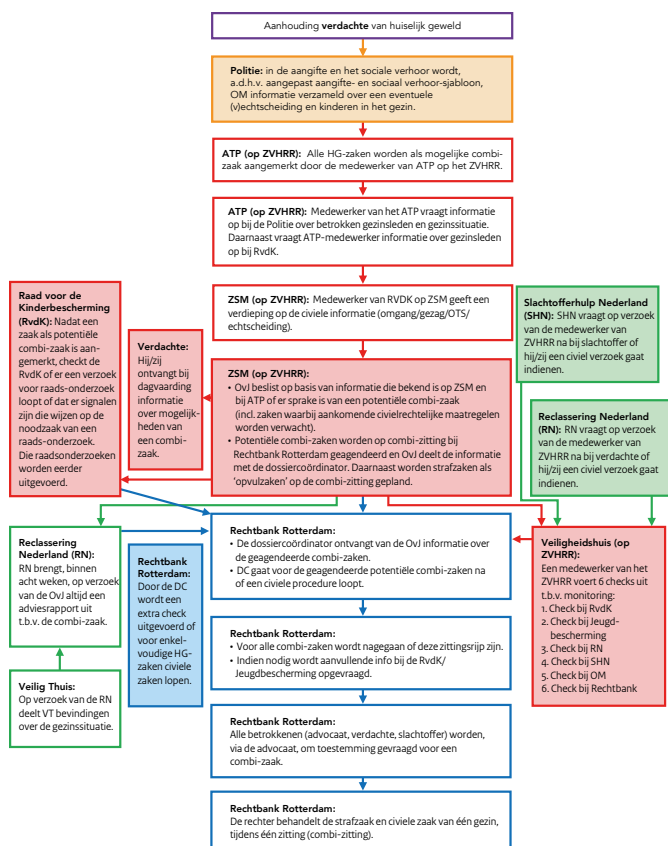 Aanhouding verdachte van huiselijk geweld
Politie: in de aangifte en het sociale verhoor wordt,
a.d.h.v. aangepast aangifte- en sociaal verhoor-sjabloon,
OM informatie verzameld over een eventuele
(v)echtscheiding en kinderen in het gezin.
ATP (op ZVHRR): Alle HG-zaken worden als mogelijke combi-
zaak aangemerkt door de medewerker van ATP op het ZVHRR.
ATP (op ZVHRR): Medewerker van het ATP vraagt informatie
op bij de Politie over betrokken gezinsleden en gezinssituatie.
Daarnaast vraagt ATP-medewerker informatie over gezinsleden
op bij RvdK.
ZSM (op ZVHRR): Medewerker van RVDK op ZSM geeft een
verdieping op de civiele informatie (omgang/gezag/OTS/
echtscheiding).
Raad voor de
Kinderbescherming
(RvdK): Nadat een
zaak als potentiële
combi-zaak is aan-
gemerkt, checkt de
RvdK of er een verzoek
voor raads-onderzoek
loopt of dat er signalen
zijn die wijzen op de
noodzaak van een
raads-onderzoek.
Die raadsonderzoeken
worden eerder
uitgevoerd.
Verdachte:
Hij/zij
ontvangt bij
dagvaarding
informatie
over mogelijk-
heden van
een combi-
zaak.
ZSM (op ZVHRR):
• OvJ beslist op basis van informatie die bekend is op ZSM en
bij ATP of er sprake is van een potentiële combi-zaak
(incl. zaken waarbij aankomende civielrechtelijke maatregelen
worden verwacht).
• Potentiële combi-zaken worden op combi-zitting bij
Rechtbank Rotterdam geagendeerd en OvJ deelt de informatie
met de dossiercoördinator. Daarnaast worden strafzaken als
'opvulzaken' op de combi-zitting gepland.
Slachtofferhulp Nederland
(SHN): SHN vraagt op verzoek
van de medewerker van
ZVHRR na bij slachtoffer of
hij/zij een civiel verzoek gaat
indienen.
Reclassering Nederland (RN):
RN vraagt op verzoek
van de medewerker van
ZVHRR na bij verdachte of
hij/zij een civiel verzoek gaat
indienen.
Reclassering
Nederland (RN):
RN brengt, binnen
acht weken, op verzoek
van de OvJ altijd een
adviesrapport uit
t.b.v. de combi-zaak.
Rechtbank
Rotterdam:
Door de DC
wordt een
extra check
uitgevoerd of
voor enkel-
voudige HG-
zaken civiele
zaken lopen.
Rechtbank Rotterdam:
• De dossiercoördinator ontvangt van de OvJ informatie over
de geagendeerde combi-zaken.
• DC gaat voor de geagendeerde potentiële combi-zaken na
of een civiele procedure loopt.
Veiligheidshuis (op
ZVHRR):
Een medewerker van het
ZVHRR voert 6 checks uit
t.b.v. monitoring:
1. Check bij RvdK
2. Check bij Jeugd-
bescherming
3. Check bij RN
4. Check bij SHN
5. Check bij OM
6. Check bij Rechtbank
Rechtbank Rotterdam:
• Voor alle combi-zaken wordt nagegaan of deze zittingsrijp zijn.
• Indien nodig wordt aanvullende info bij de RvdK/
Jeugdbescherming opgevraagd.
Veilig Thuis:
Op verzoek van de RN
deelt VT bevindingen
over de gezinssituatie.
Rechtbank Rotterdam:
Alle betrokkenen (advocaat, verdachte, slachtoffer) worden,
via de advocaat, om toestemming gevraagd voor een
combi-zaak.
Rechtbank Rotterdam:
De rechter behandelt de strafzaak en civiele zaak van één gezin,
tijdens één zitting (combi-zitting).